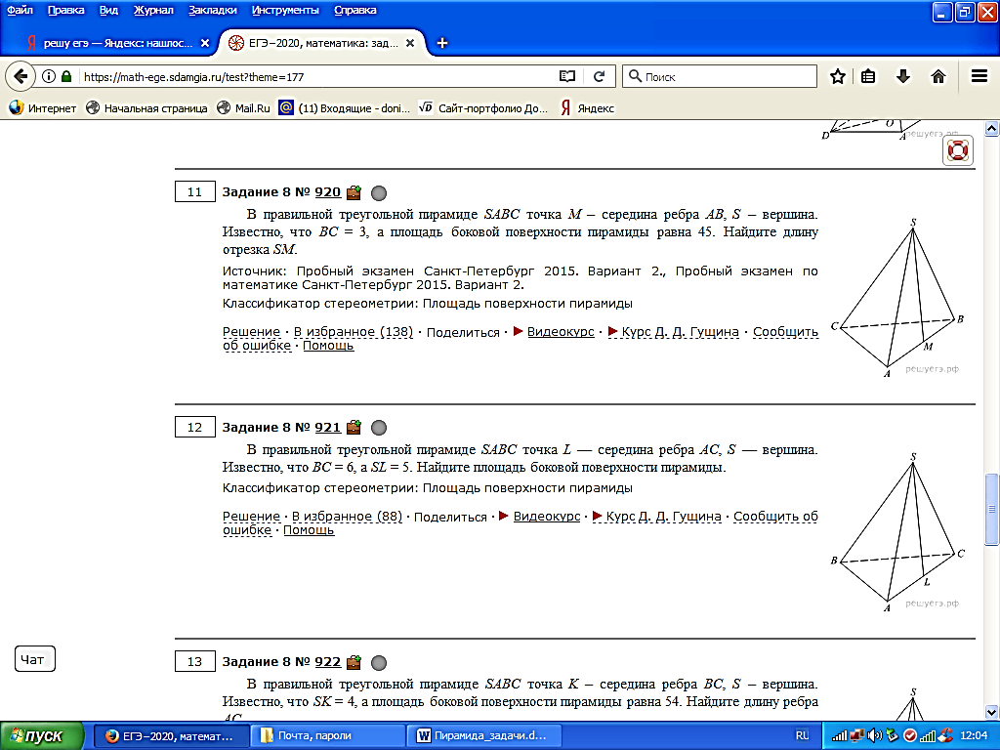 Файл Правка Вид Журнал Закладки Инструменты Справка
решу егэ — Яндекс: нашлос...
ЕГЭ−2020, математика: зад...
https://math-ege.sdamgia.ru/test?theme=177
Поиск
Интернет Начальная страница Mail.Ru (11) Входящие - doni... Сайт-портфолио До... Яндекс
D O A решуегэ.рф
11 Задание 8 № 920
В правильной треугольной пирамиде SABC точка M – середина ребра AB, S – вершина.
Известно, что BC = 3, а площадь боковой поверхности пирамиды равна 45. Найдите длину
отрезка SM.
Источник: Пробный экзамен Санкт-Петербург 2015. Вариант 2., Пробный экзамен по
математике Санкт-Петербург 2015. Вариант 2.
Классификатор стереометрии: Площадь поверхности пирамиды
Решение · В избранное (138) · Поделиться · Видеокурс · Курс Д. Д. Гущина · Сообщить
об ошибке · Помощь
S
C
B
M
A
решуегэ.рф
12 Задание 8 № 921
В правильной треугольной пирамиде SABC точка L — середина ребра AC, S — вершина.
Известно, что BC = 6, а SL = 5. Найдите площадь боковой поверхности пирамиды.
Классификатор стереометрии: Площадь поверхности пирамиды
Решение · В избранное (88) · Поделиться · Видеокурс · Курс Д. Д. Гущина · Сообщить об
ошибке · Помощь
S
B
C
L
A
решуегэ.рф
Чат
13 Задание 8 № 922
В правильной треугольной пирамиде SABC точка K – середина ребра BC, S – вершина.
Известно, что SK = 4, а площадь боковой поверхности пирамиды равна 54. Найдите длину ребра
AC.
S
пуск
ЕГЭ−2020, математ...
Почта, пароли
Пирамида_задачи.d...
RU
12:04